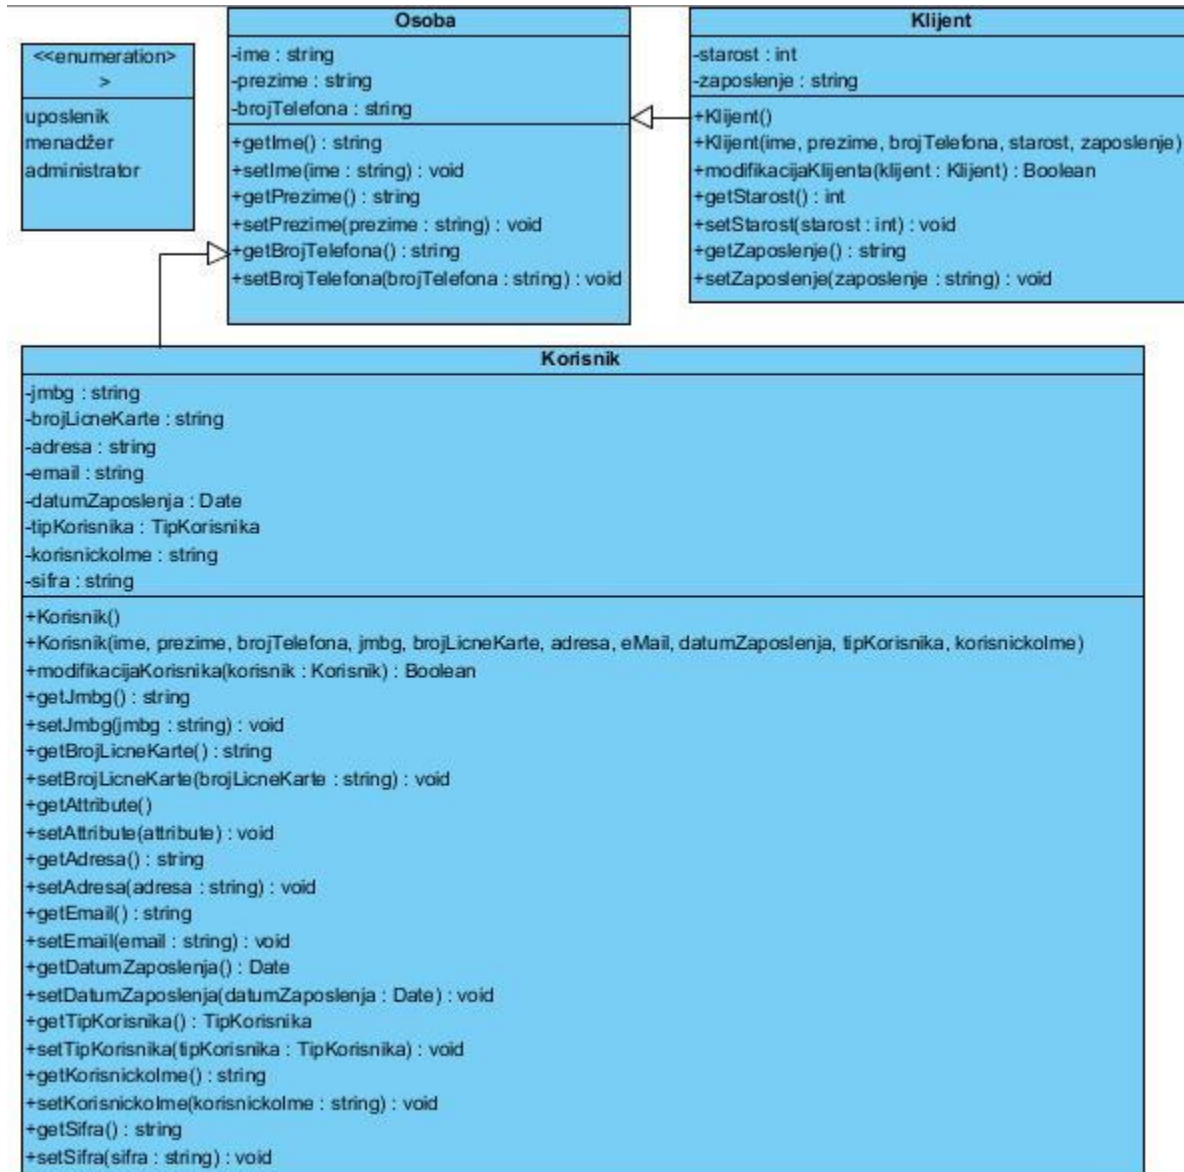 <<enumeration>
>
uposlenik
menadžer
administrator
Osoba
-ime : string
-prezime : string
-brojTelefona : string
+getIme() : string
+setIme(ime : string) : void
+getPrezime() : string
+setPrezime(prezime : string) : void
+getBrojTelefona() : string
+setBrojTelefona(brojTelefona : string) : void
Klijent
-starost : int
-zaposlenje : string
+Klijent()
+Klijent(ime, prezime, brojTelefona, starost, zaposlenje)
+modifikacijaKlijenta(klijent : Klijent) : Boolean
+getStarost() : int
+setStarost(starost : int) : void
+getZaposlenje() : string
+setZaposlenje(zaposlenje : string) : void
Korisnik
-jmbg : string
-brojLicneKarte : string
-adresa : string
-email : string
-datumZaposlenja : Date
-tipKorisnika : TipKorisnika
-korisnickoIme : string
-sifra : string
+Korisnik()
+Korisnik(ime, prezime, brojTelefona, jmbg, brojLicneKarte, adresa, eMail, datumZaposlenja, tipKorisnika, korisnickoIme)
+modifikacijaKorisnika(korisnik : Korisnik) : Boolean
+getJmbg() : string
+setJmbg(jmbg : string) : void
+getBrojLicneKarte() : string
+setBrojLicneKarte(brojLicneKarte : string) : void
+getAttribute()
+setAttribute(attribute) : void
+getAdresa() : string
+setAdresa(adresa : string) : void
+getEmail() : string
+setEmail(email : string) : void
+getDatumZaposlenja() : Date
+setDatumZaposlenja(datumZaposlenja : Date) : void
+getTipKorisnika() : TipKorisnika
+setTipKorisnika(tipKorisnika : TipKorisnika) : void
+getKorisnickoIme() : string
+setKorisnickoIme(korisnickoIme : string) : void
+getSifra() : string
+setSifra(sifra : string) : void